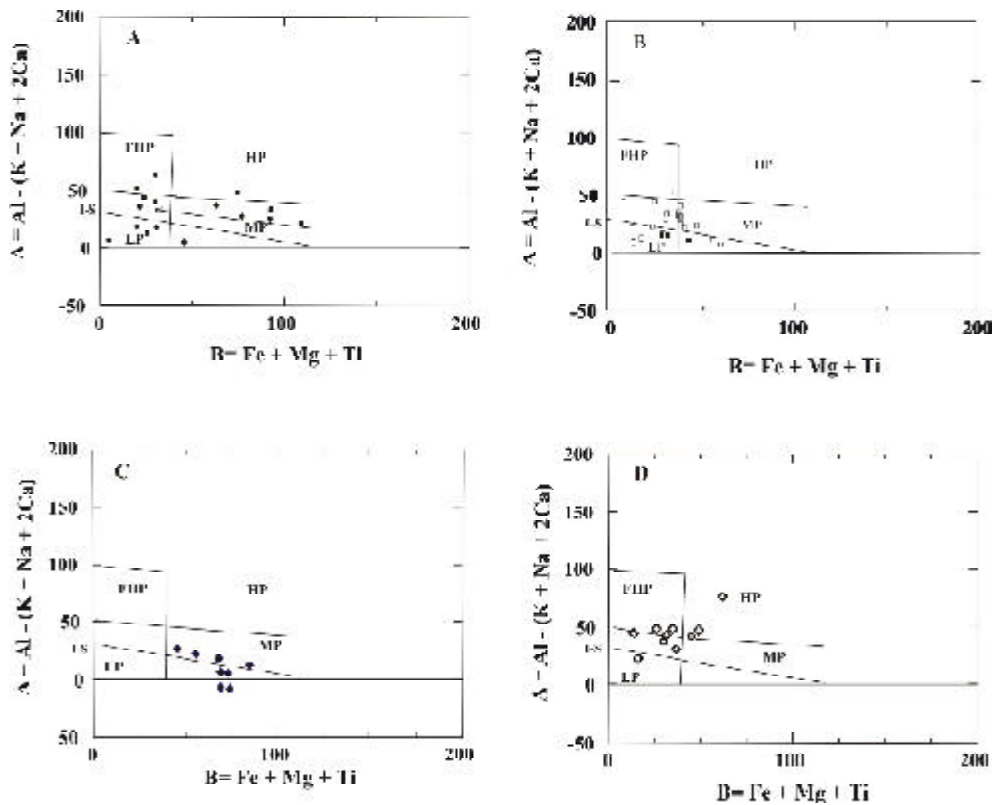 200
150
100
50
0
-50
A
FHP
HP
I-S
MP
LP
0 100 200
A = Al - (K - Na + 2Ca)
B= Fe + Mg + Ti
200
150
100
50
0
-50
B
FHP
HP
I-S
MP
LP
0 100 200
A = Al - (K + Na + 2Ca)
B= Fe + Mg + Ti
200
150
100
50
0
50
C
FHP
HP
I-S
MP
LP
0 100 200
A - Al - (K - Na + 2Ca)
B= Fe + Mg + Ti
200
150
100
50
0
-50
D
FHP
HP
I-S
MP
LP
0 100 200
A - Al - (K + Na + 2Ca)
B= Fe + Mg + Ti